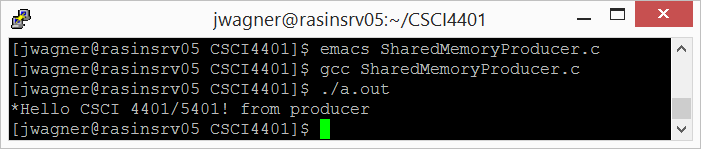 jwagner@rasinsrv05:~/CSCI4401
[jwagner@rasinsrv05 CSCI4401]$ emacs SharedMemoryProducer.c
[jwagner@rasinsrv05 CSCI4401]$ gcc SharedMemoryProducer.c
[jwagner@rasinsrv05 CSCI4401]$ ./a.out
*Hello CSCI 4401/5401! from producer
[jwagner@rasinsrv05 CSCI4401]$